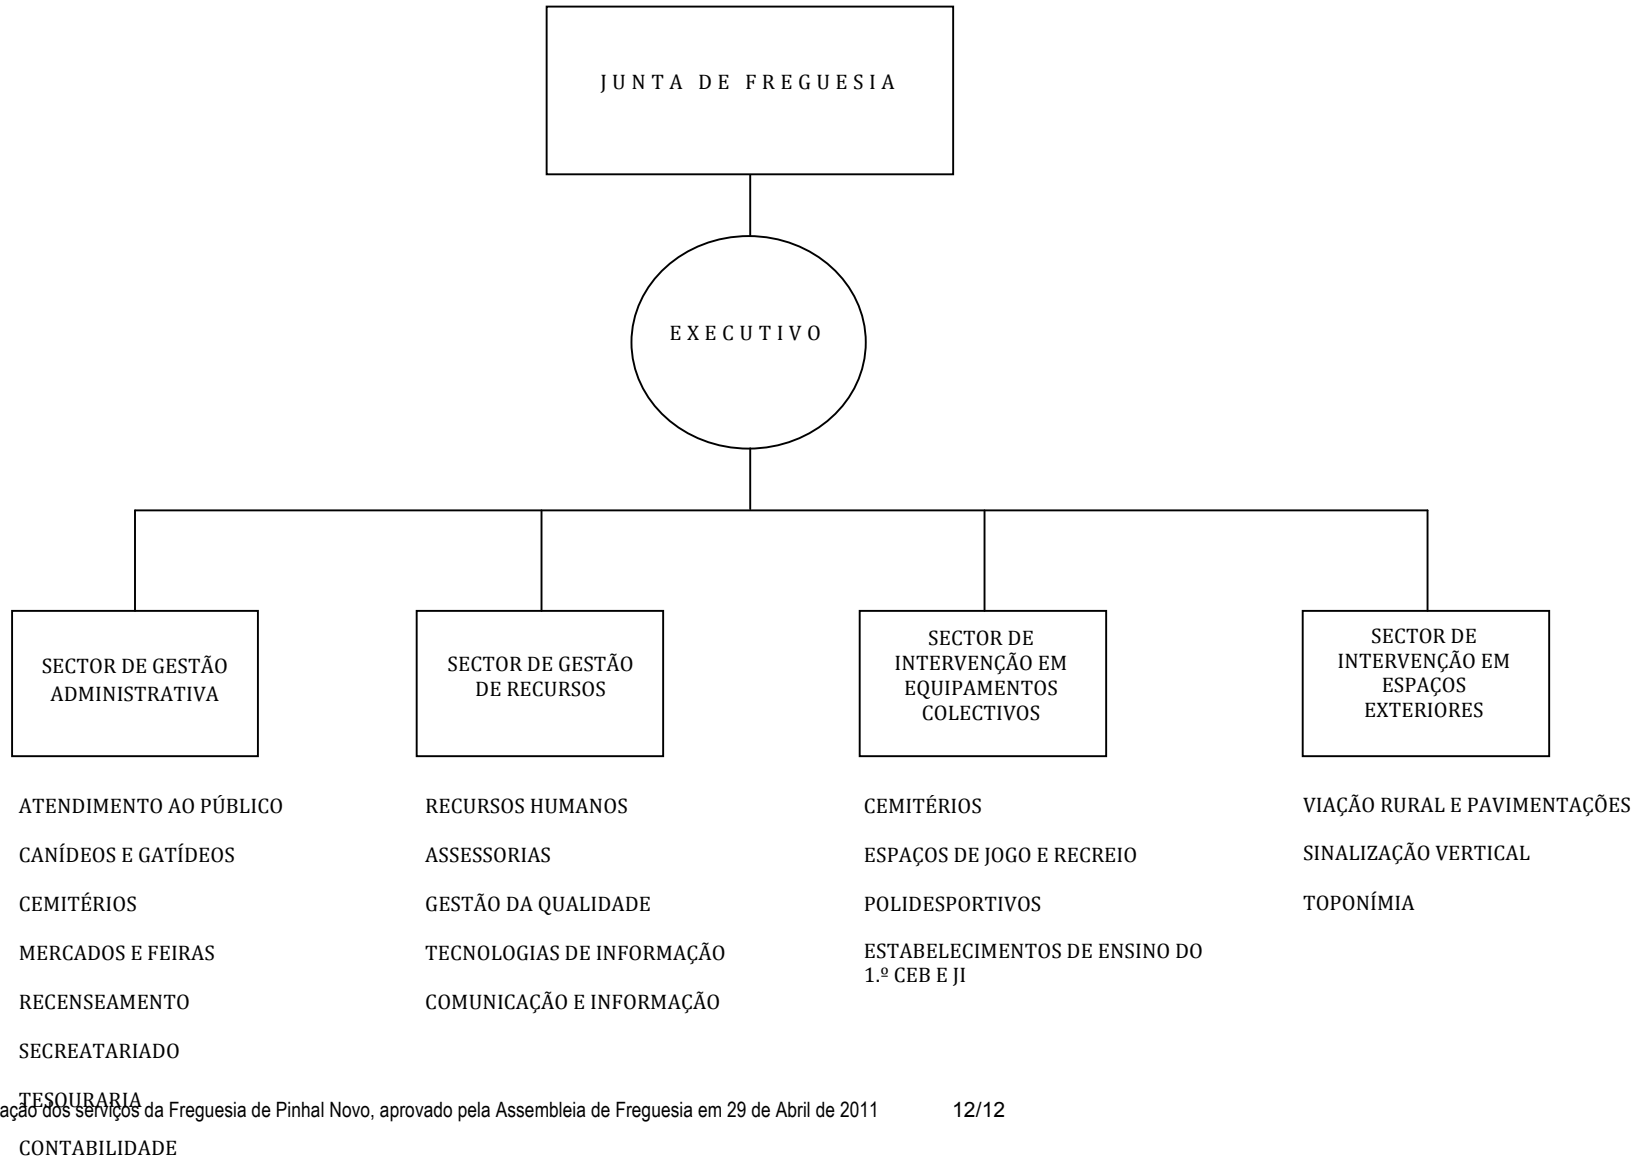 JUNTA DE FREGUESIA
EXECUTIVO
SECTOR DE GESTÃO
ADMINISTRATIVA
SECTOR DE GESTÃO
DE RECURSOS
SECTOR DE
INTERVENÇÃO EM
EQUIPAMENTOS
COLECTIVOS
SECTOR DE
INTERVENÇÃO EM
ESPAÇOS
EXTERIORES
ATENDIMENTO AO PÚBLICO
CANÍDEOS E GATÍDEOS
CEMITÉRIOS
MERCADOS E FEIRAS
RECENSEAMENTO
SECREATARIADO
TESOURARIA
CONTABILIDADE
RECURSOS HUMANOS
ASSESSORIAS
GESTÃO DA QUALIDADE
TECNOLOGIAS DE INFORMAÇÃO
COMUNICAÇÃO E INFORMAÇÃO
CEMITÉRIOS
ESPAÇOS DE JOGO E RECREIO
POLIDESPORTIVOS
ESTABELECIMENTOS DE ENSINO DO
1.º CEB E JI
VIAÇÃO RURAL E PAVIMENTAÇÕES
SINALIZAÇÃO VERTICAL
TOPONÍMIA
ação dos serviços da Freguesia de Pinhal Novo, aprovado pela Assembleia de Freguesia em 29 de Abril de 2011 12/12